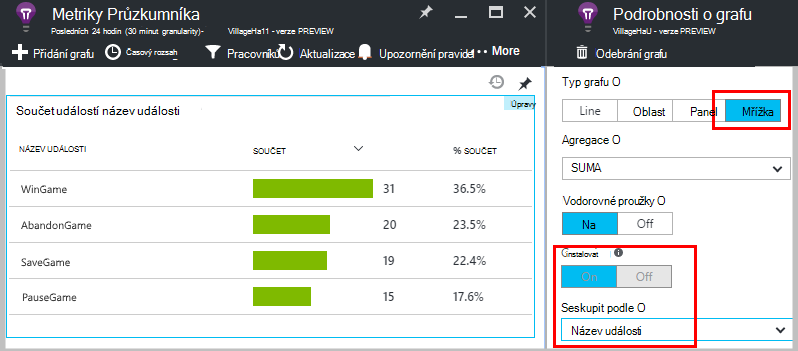 Metriky Průzkumníka
Posledních 24 hodin (30 minut granularity)- VillageHa11 - verze PREVIEW
Přidání grafu Časový rozsah Pracovníků Aktualizace Upozornění pravidel ... More
Úpravy
Součet událostí název události
NÁZEV UDÁLOSTI SOUČET % SOUČET
WinGame 31 36.5%
AbandonGame 20 23.5%
SaveGame 19 22.4%
PauseGame 15 17.6%
Podrobnosti o grafu
VillageHaU - verze PREVIEW
Odebrání grafu
Typ grafu O
Line Oblast Panel Mřížka
Agregace O
SUMA
Vodorovné proužky O
Na Off
Gnstalovat
On Off
Seskupit podle O
Název události